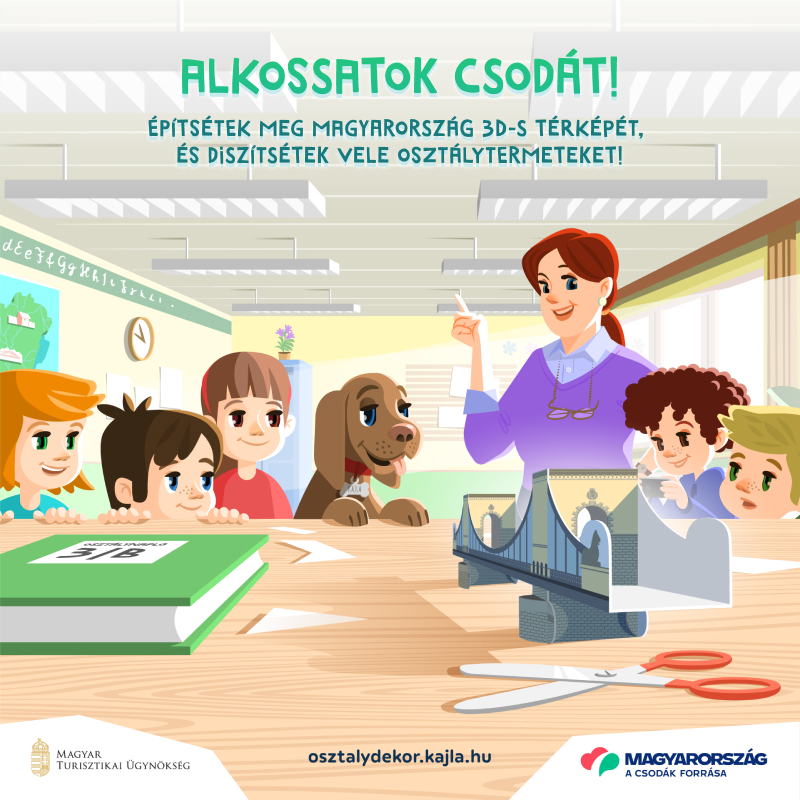 ALKOSSATOK CSODÁT!
ÉPÍTSÉTEK MEG MAGYARORSZÁG 3D-S TÉRKÉPÉT,
ÉS DÍSZÍTSÉTEK VELE OSZTÁLYTERMETEKET!
OSZTÁLYNAPLÓ
3/B
MAGYAR
TURISZTIKAI ÜGYNÖKSÉG
osztalydekor.kajla.hu
MAGYARORSZÁG
A CSODÁK FORRÁSA